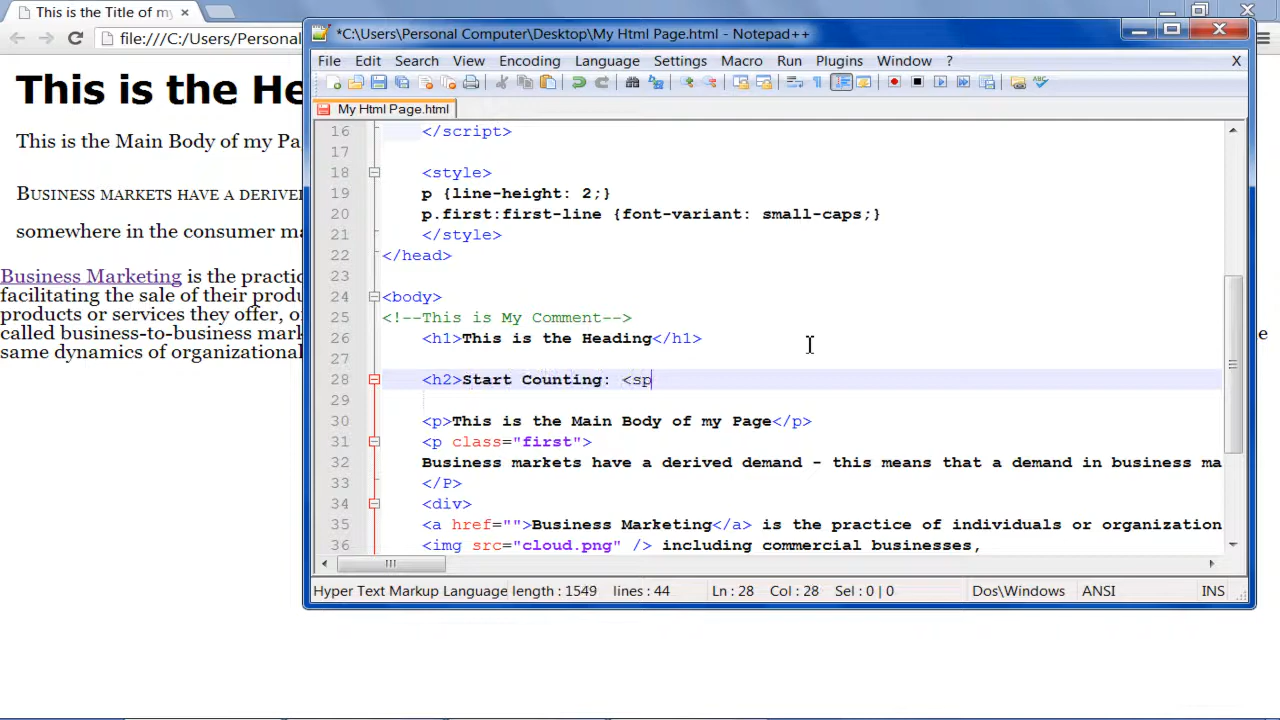 This is the Title of my
file:///C:/Users/Personal
This is the He
This is the Main Body of my Pa
BUSINESS MARKETS HAVE A DERIVE
somewhere in the consumer ma
Business Marketing is the practic
facilitating the sale of their produ
products or services they offer, o
called business-to-business mark
same dynamics of organizational
e
*C:\Users\Personal Computer\Desktop\My Html Page.html - Notepad++
File Edit Search View Encoding Language Settings Macro Run Plugins Window ? X
My Html Page.html
16 </script>
17
18 <style>
19 p {line-height: 2;}
20 p.first:first-line {font-variant: small-caps;}
21 </style>
22 </head>
23
24 <body>
25 <!--This is My Comment-->
26 <h1>This is the Heading</h1>
27
28 <h2>Start Counting: <sp
29
30 <p>This is the Main Body of my Page</p>
31 <p class="first">
32 Business markets have a derived demand - this means that a demand in business ma
33 </P>
34 <div>
35 <a href="">Business Marketing</a> is the practice of individuals or organization
36 <img src="cloud.png" /> including commercial businesses,
Hyper Text Markup Language length : 1549 lines : 44 Ln : 28 Col : 28 Sel : 0 | 0 Dos\Windows ANSI INS